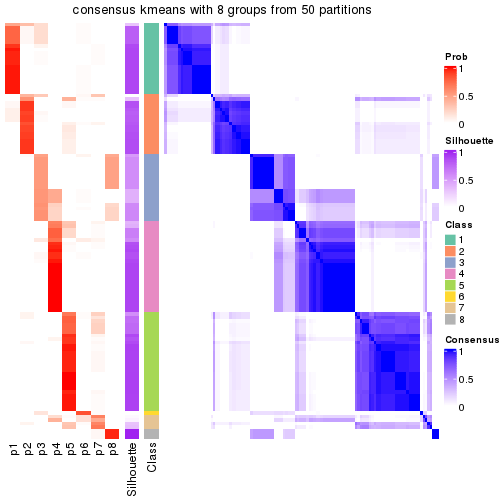 consensus kmeans with 8 groups from 50 partitions
Prob
1
0.5
0
Silhouette
1
0.5
0
Class
1
2
3
4
5
6
7
8
Consensus
1
0.5
0
p1
p2
p3
p4
p5
p6
p7
p8
Silhouette
Class